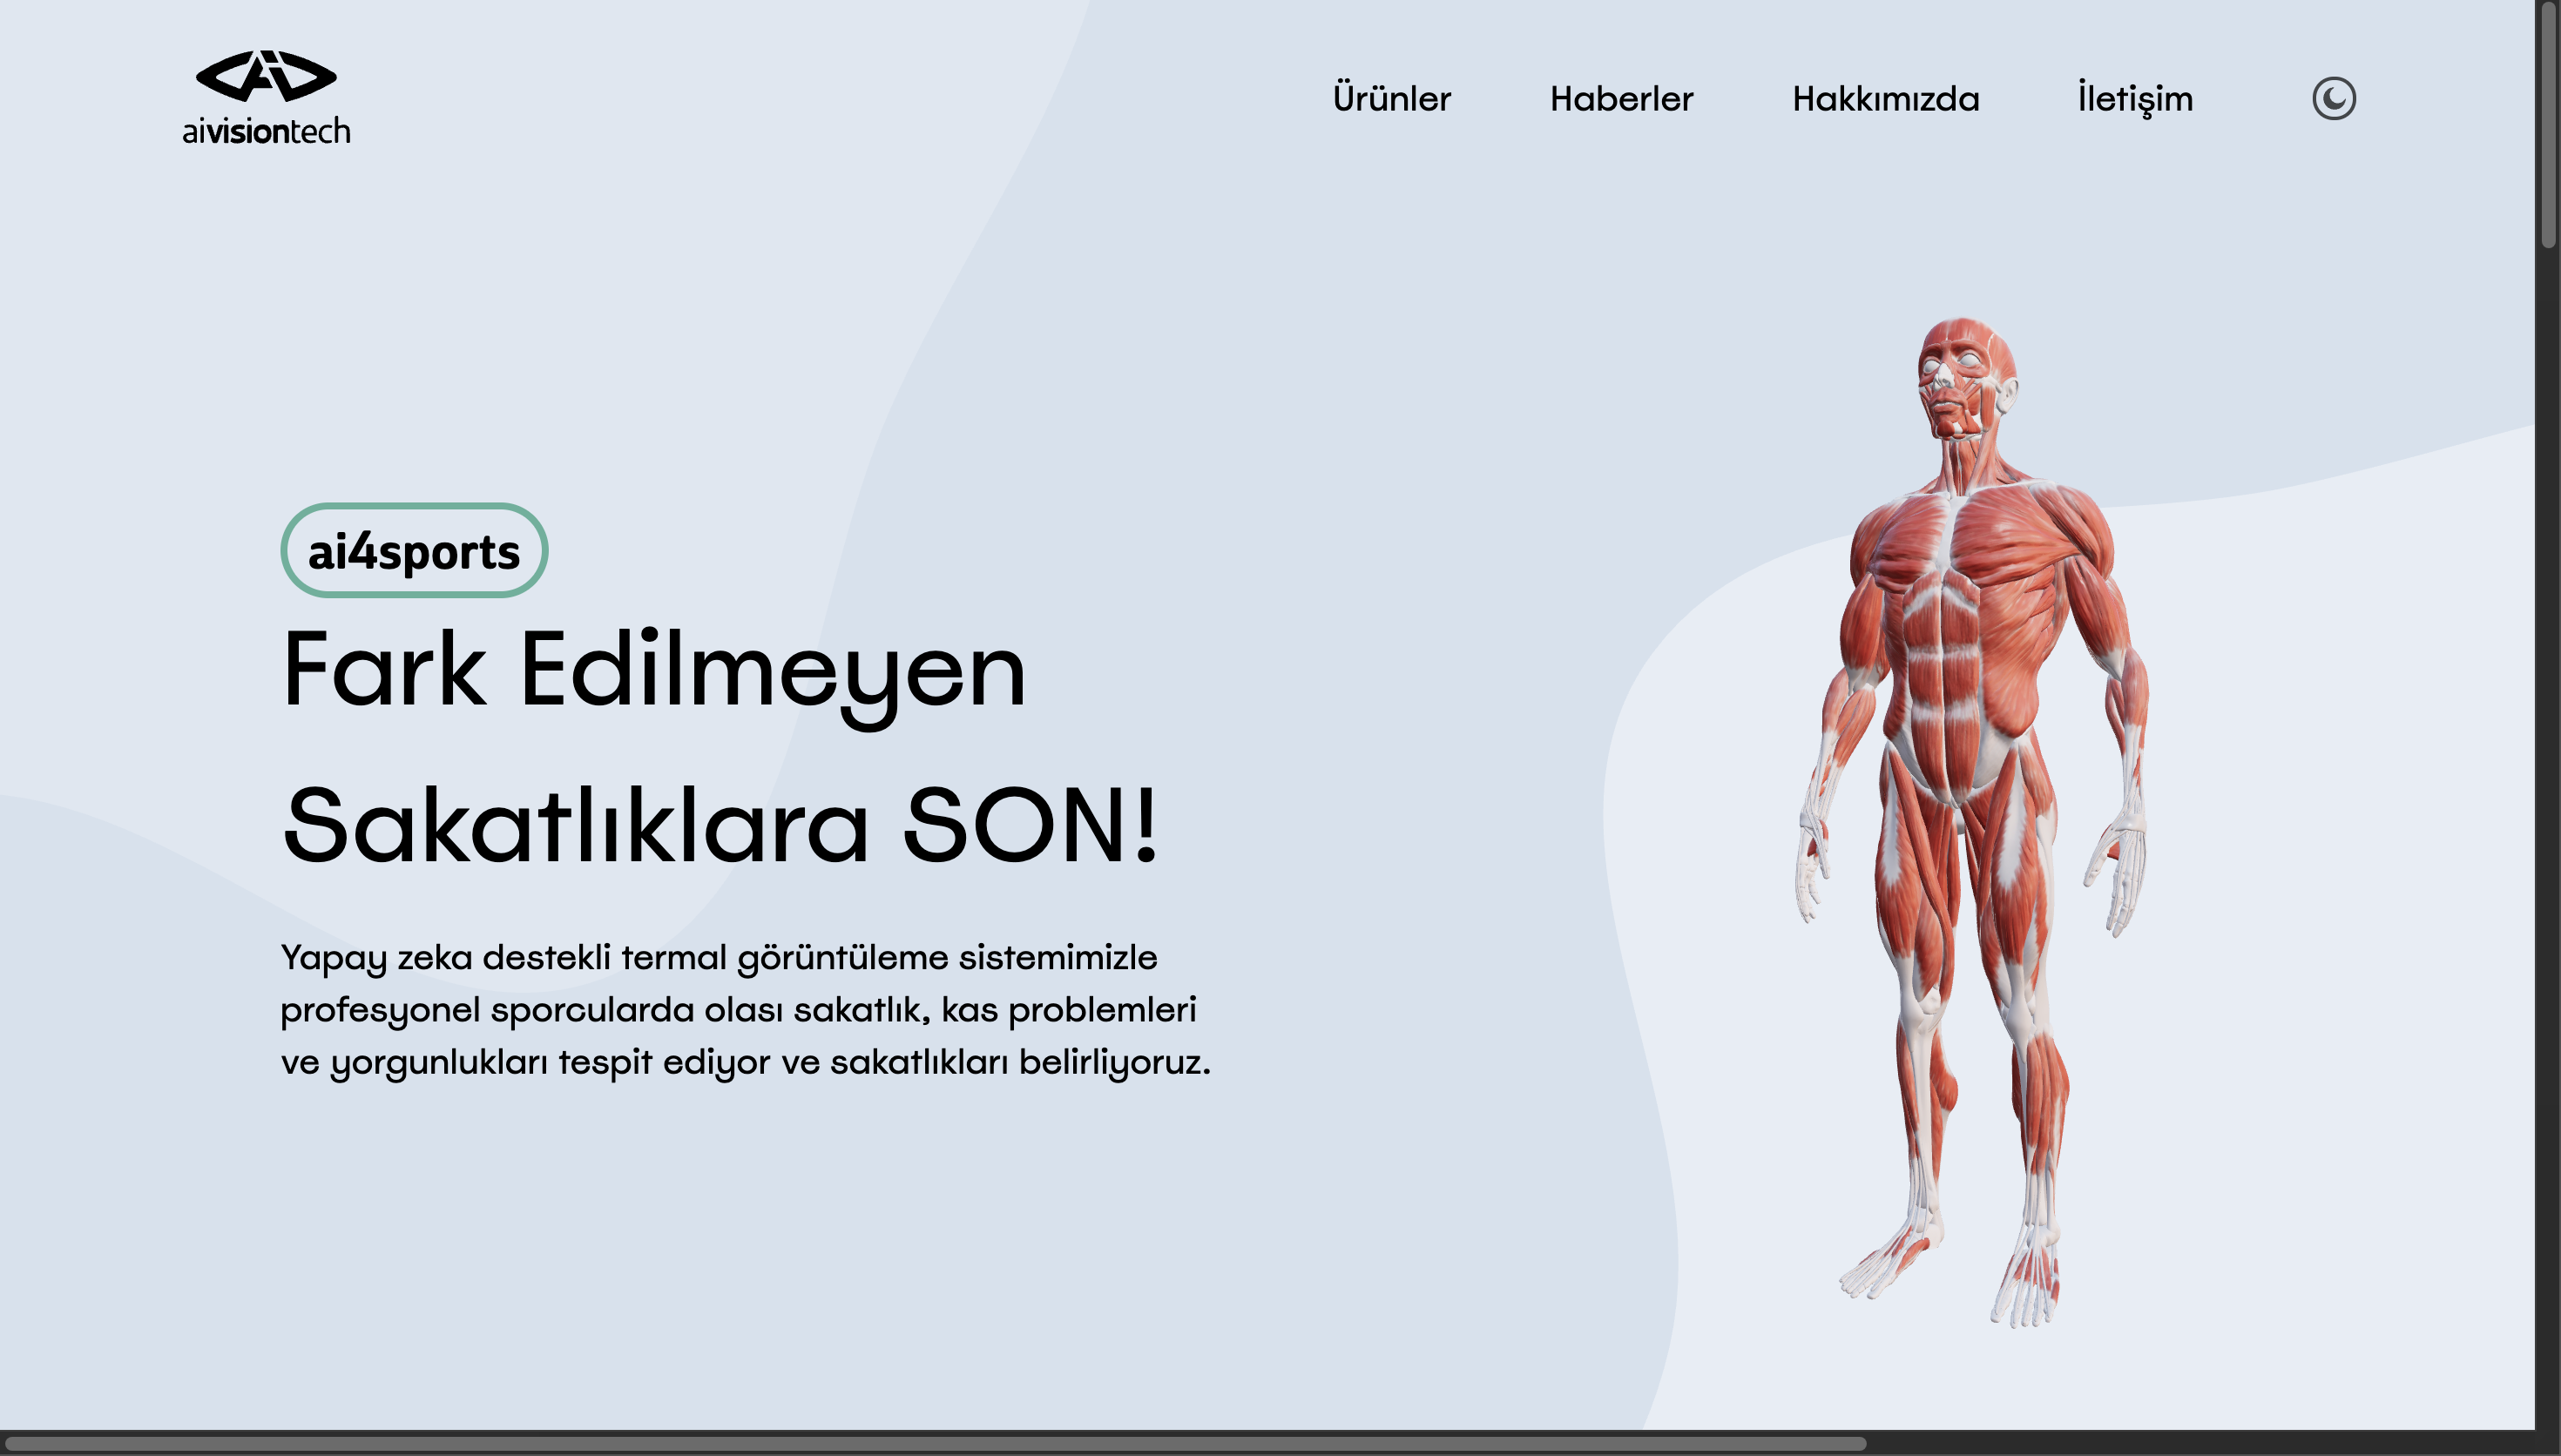 aivisiontech
Ürünler Haberler Hakkımızda İletişim
ai4sports
Fark Edilmeyen
Sakatlıklara SON!
Yapay zeka destekli termal görüntüleme sistemimizle
profesyonel sporcularda olası sakatlık, kas problemleri
ve yorgunlukları tespit ediyor ve sakatlıkları belirliyoruz.